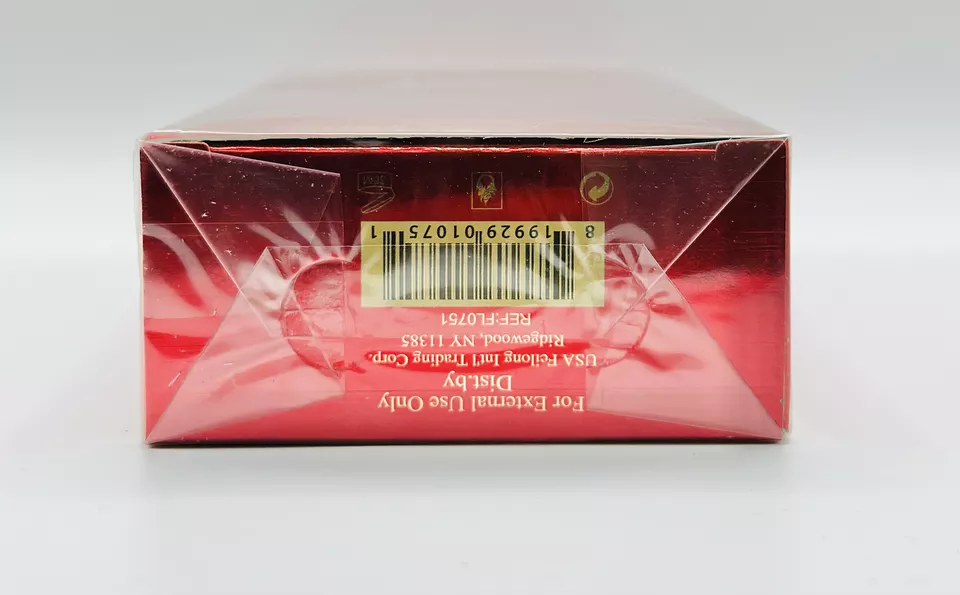 For External Use Only
Dist.by
USA Feilong Int'l Trading Corp.
Ridgewood, NY 11385
REF:FL0751
8 19929 01075 1